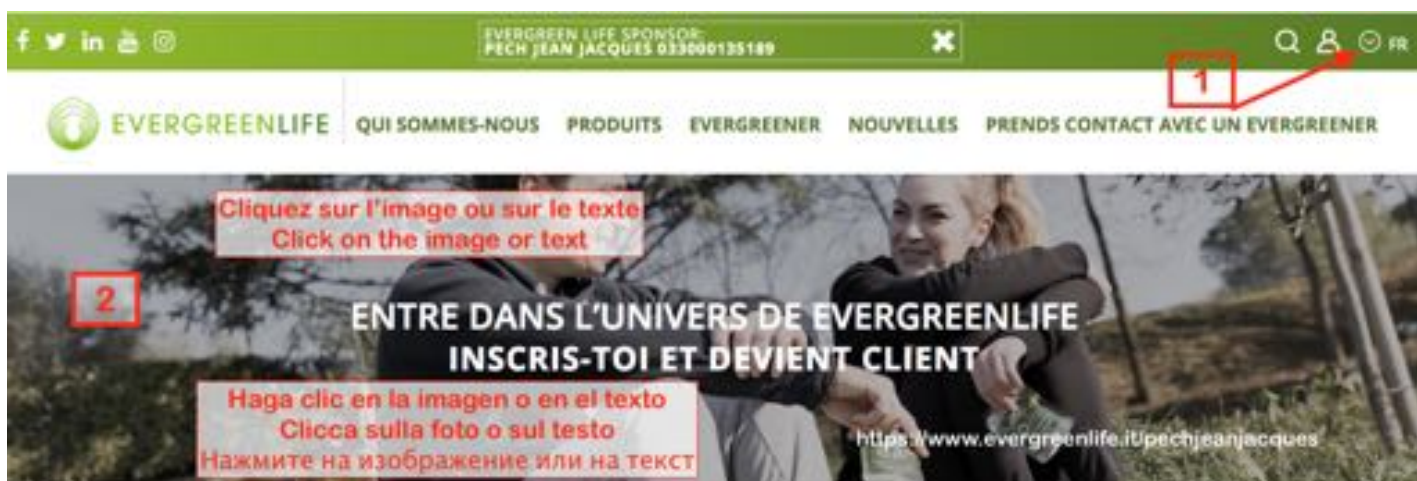 EVERGREEN LIFE SPONSOR:
PECH JEAN JACQUES 033000135189
FR
1
EVERGREENLIFE
QUI SOMMES-NOUS PRODUITS EVERGREENER NOUVELLES PRENDS CONTACT AVEC UN EVERGREENER
Cliquez sur l'image ou sur le texte
Click on the image or text
2
ENTRE DANS L'UNIVERS DE EVERGREENLIFE
INSCRIS-TOI ET DEVIENT CLIENT
Haga clic en la imagen o en el texto
Clicca sulla foto o sul testo
Нажмите на изображение или на текст
https://www.evergreenlife.it/pechjeanjacques